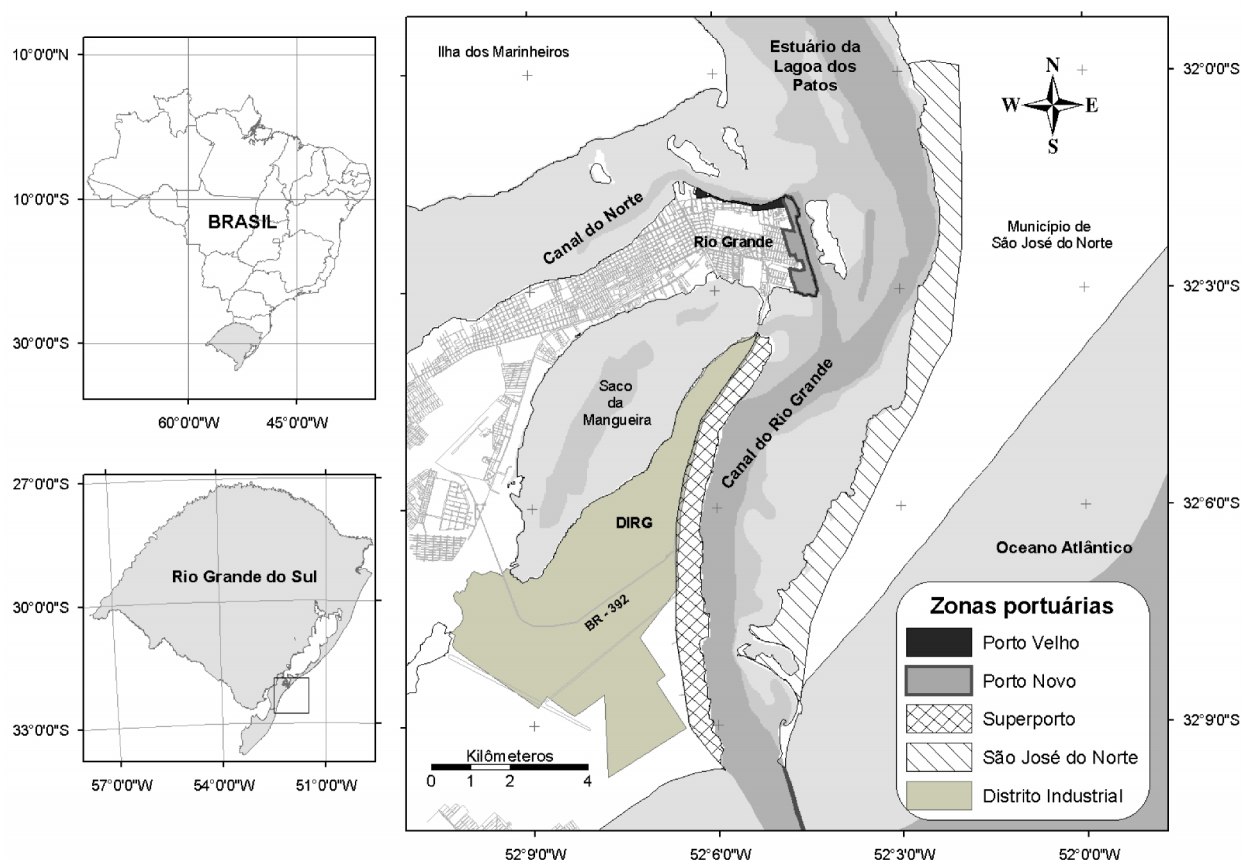 10°0'0"N
10°0'0"S
BRASIL
30°0'0"S
60°0'0"W
45°0'0"W
27°0'0"S
Rio Grande do Sul
30°0'0"S
33°0'0"S
57°0'0"W
54°0'0"W
51°0'0"W
Ilha dos Marinheiros
Estuário da
Lagoa dos
Patos
N
W
E
S
32°0'0"S
Canal do Norte
Rio Grande
Município de
São José do Norte
32°3'0"S
Saco
da
Mangueira
Canal do Rio Grande
32°6'0"S
DIRG
Oceano Atlântico
BR - 392
32°9'0"S
Zonas portuárias
Porto Velho
Porto Novo
Superporto
São José do Norte
Distrito Industrial
Kilômeteros
0 1 2 4
52°9'0"W
52°6'0"W
52°3'0"W
52°0'0"W